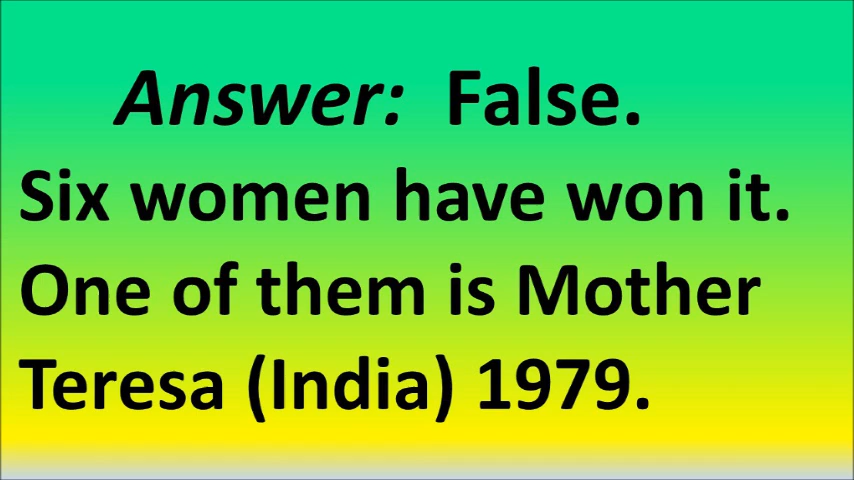 Answer: False.
Six women have won it.
One of them is Mother
Teresa (India) 1979.